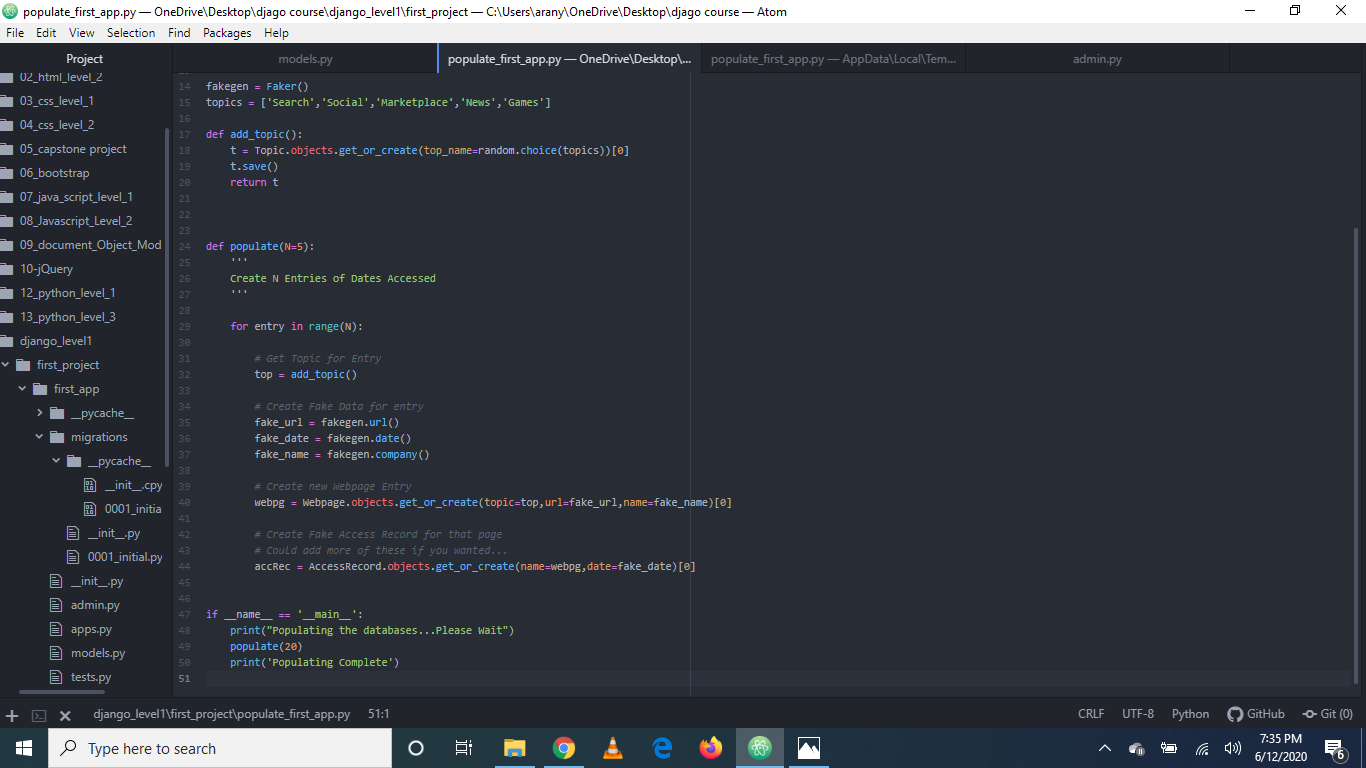 populate_first_app.py — OneDrive\Desktop\djago course\django_level1\first_project — C:\Users\arany\OneDrive\Desktop\djago course — Atom
File Edit View Selection Find Packages Help
Project
models.py
populate_first_app.py — OneDrive\Desktop\...
populate_first_app.py — AppData\Local\Tem...
admin.py
02_html_level_2
03_css_level_1
04_css_level_2
05_capstone project
06_bootstrap
07_java_script_level_1
08_Javascript_Level_2
09_document_Object_Mod
10-jQuery
12_python_level_1
13_python_level_3
django_level1
first_project
first_app
__pycache__
migrations
__pycache__
__init__.cpy
0001_initia
__init__.py
0001_initial.py
__init__.py
admin.py
apps.py
models.py
tests.py
14 fakegen = Faker()
15 topics = ['Search','Social','Marketplace','News','Games']
16
17 def add_topic():
18 t = Topic.objects.get_or_create(top_name=random.choice(topics))[0]
19 t.save()
20 return t
21
22
23
24 def populate(N=5):
25 '''
26 Create N Entries of Dates Accessed
27 '''
28
29 for entry in range(N):
30
31 # Get Topic for Entry
32 top = add_topic()
33
34 # Create Fake Data for entry
35 fake_url = fakegen.url()
36 fake_date = fakegen.date()
37 fake_name = fakegen.company()
38
39 # Create new Webpage Entry
40 webpg = Webpage.objects.get_or_create(topic=top,url=fake_url,name=fake_name)[0]
41
42 # Create Fake Access Record for that page
43 # Could add more of these if you wanted...
44 accRec = AccessRecord.objects.get_or_create(name=webpg,date=fake_date)[0]
45
46
47 if __name__ == '__main__':
48 print("Populating the databases...Please Wait")
49 populate(20)
50 print('Populating Complete')
51
django_level1\first_project\populate_first_app.py 51:1
CRLF UTF-8 Python GitHub Git (0)
Type here to search
7:35 PM
6/12/2020
6